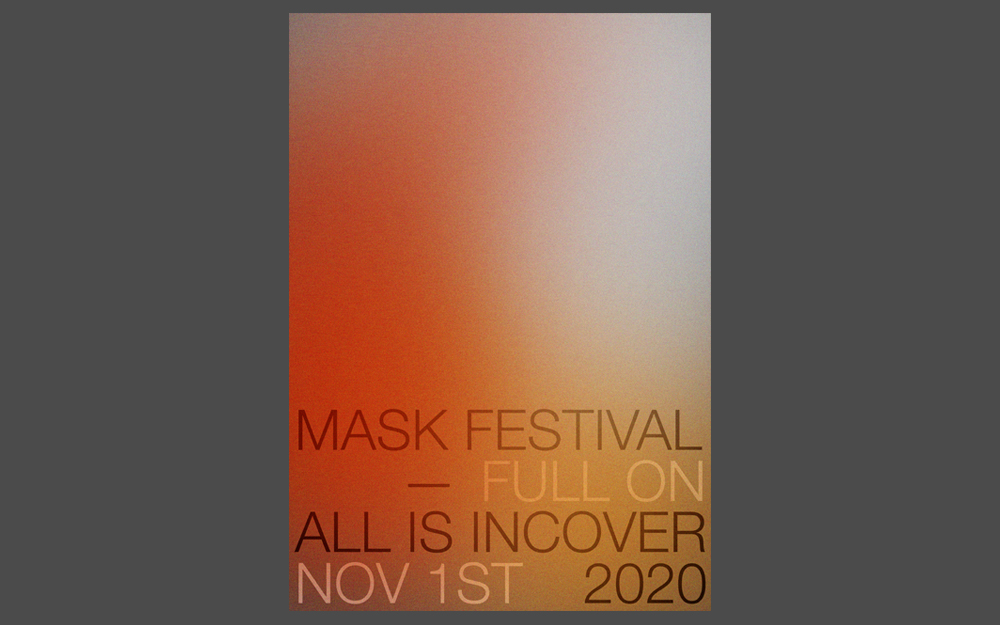 MASK FESTIVAL
— FULL ON
ALL IS INCOVER
NOV 1ST 2020